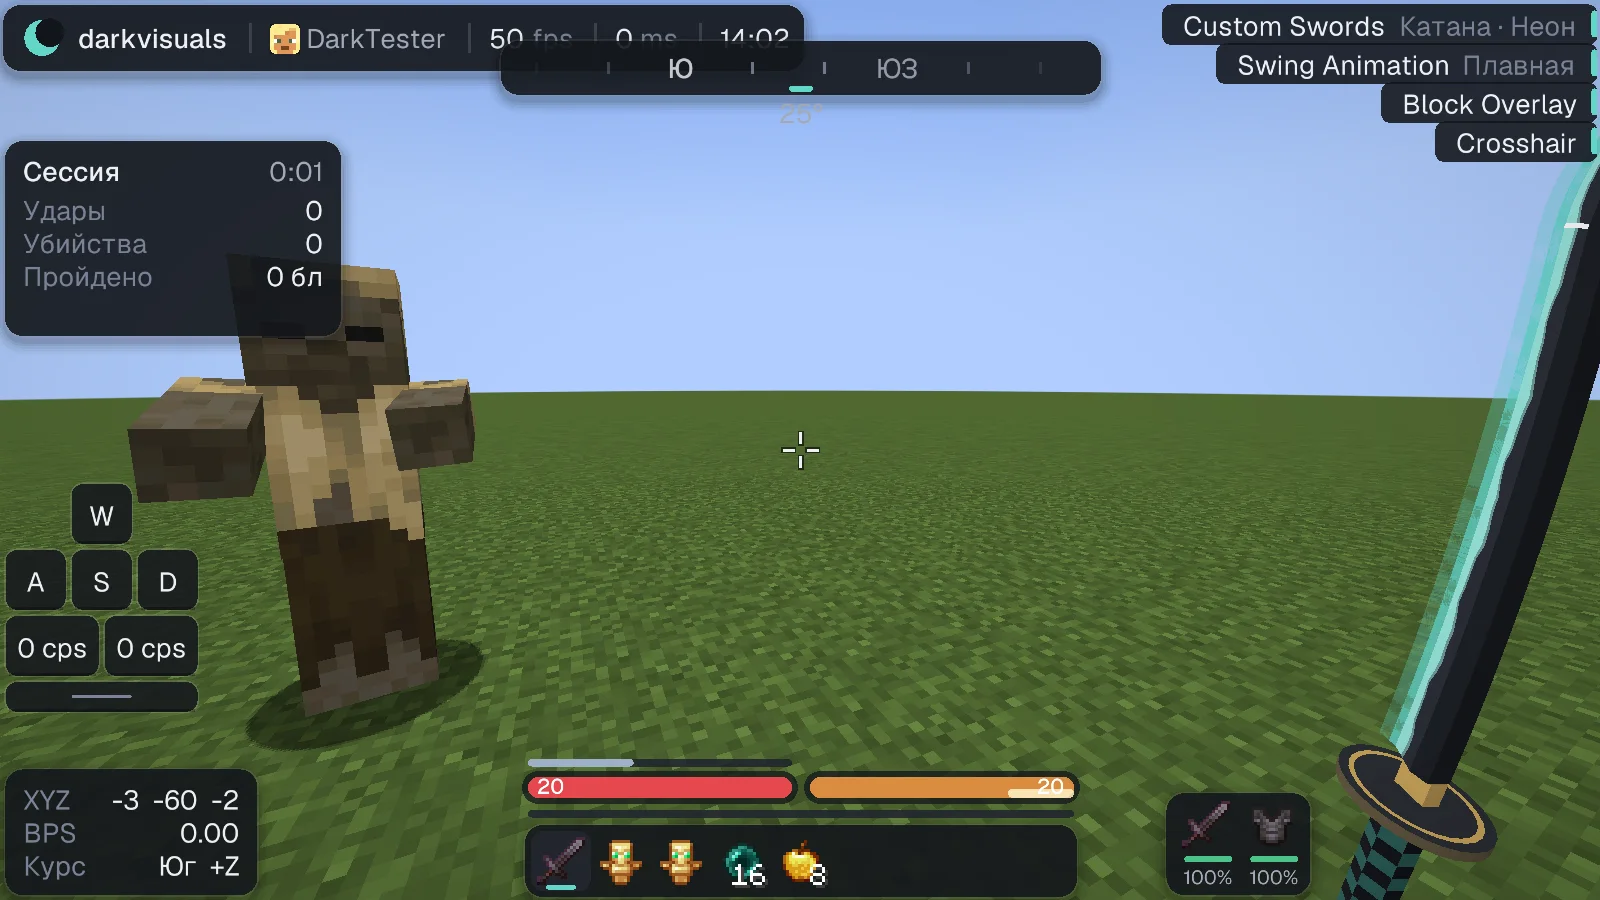 darkvisuals DarkTester 50 fps 0 ms 14:02
Ю ЮЗ
25°
Custom Swords Катана · Неон
Swing Animation Плавная
Block Overlay
Crosshair
Сессия 0:01
Удары 0
Убийства 0
Пройдено 0 бл
W
A S D
0 cps 0 cps
XYZ -3 -60 -2
BPS 0.00
Курс Юг +Z
20 20
16 8
100% 100%